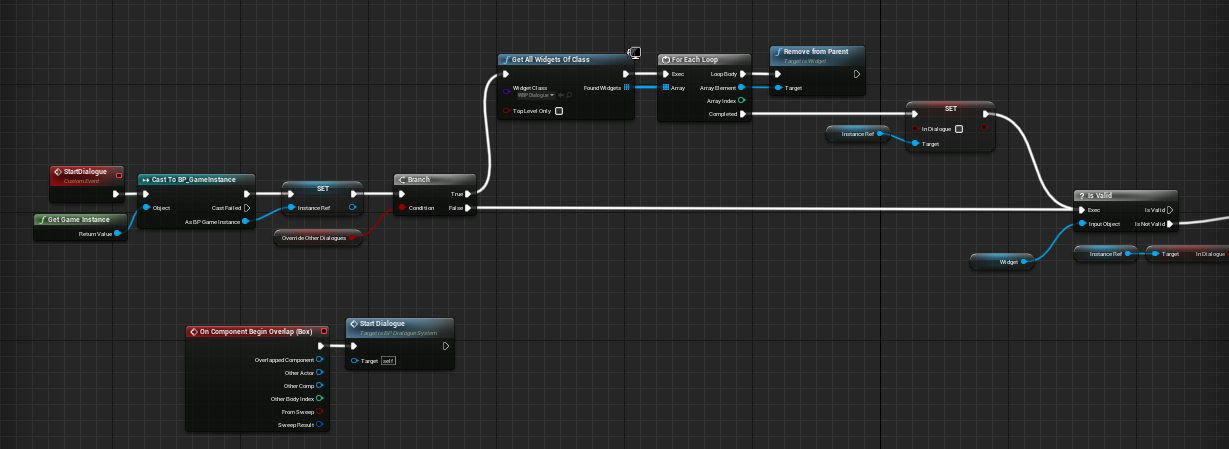 Get All Widgets Of Class
Widget Class
WBP Dialogue
Found Widgets
Top Level Only
For Each Loop
Exec
Loop Body
Array
Array Element
Array Index
Completed
Remove from Parent
Target is Widget
Target
SET
In Dialogue
Target
Instance Ref
StartDialogue
Custom Event
Get Game Instance
Return Value
Cast To BP_GameInstance
Object
Cast Failed
As BP Game Instance
SET
Instance Ref
Branch
True
Condition
False
Override Other Dialogues
? Is Valid
Exec
Is Valid
Input Object
Is Not Valid
Widget
Instance Ref
Target
In Dialogue
On Component Begin Overlap (Box)
Overlapped Component
Other Actor
Other Comp
Other Body Index
From Sweep
Sweep Result
Start Dialogue
Target is BP Dialogue System
Target
self